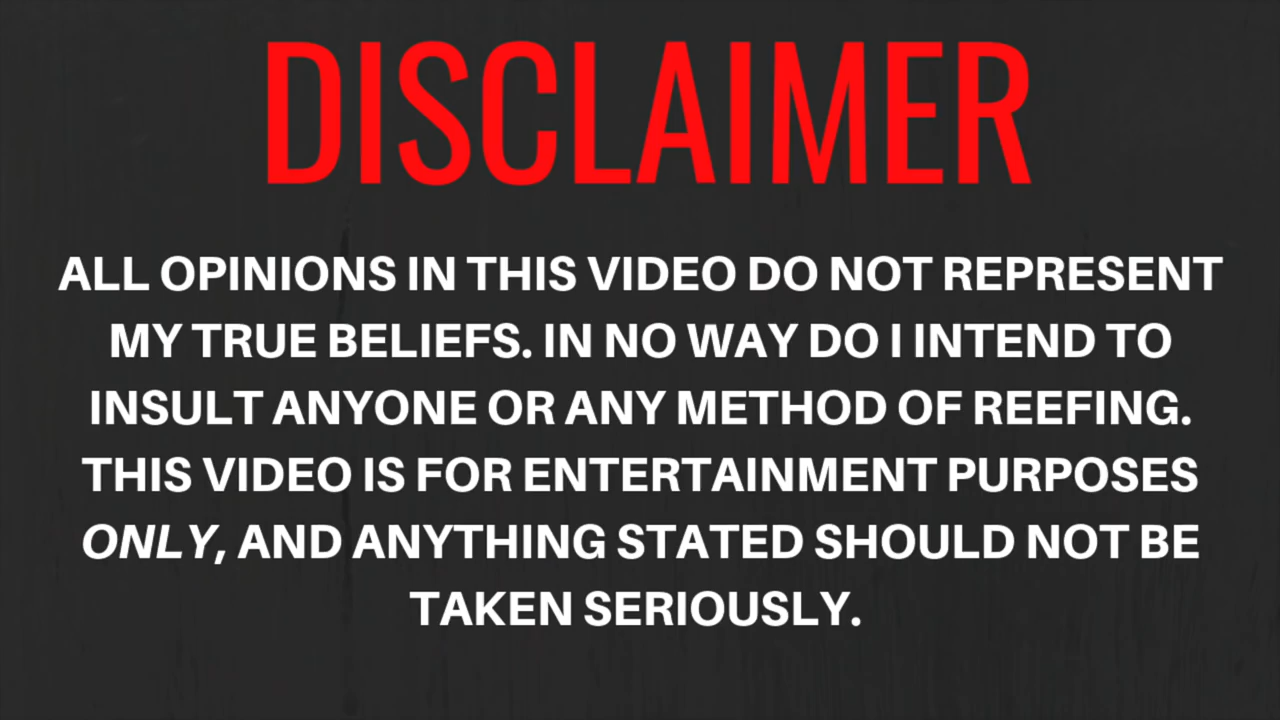 DISCLAIMER
ALL OPINIONS IN THIS VIDEO DO NOT REPRESENT
MY TRUE BELIEFS. IN NO WAY DO I INTEND TO
INSULT ANYONE OR ANY METHOD OF REEFING.
THIS VIDEO IS FOR ENTERTAINMENT PURPOSES
ONLY, AND ANYTHING STATED SHOULD NOT BE
TAKEN SERIOUSLY.